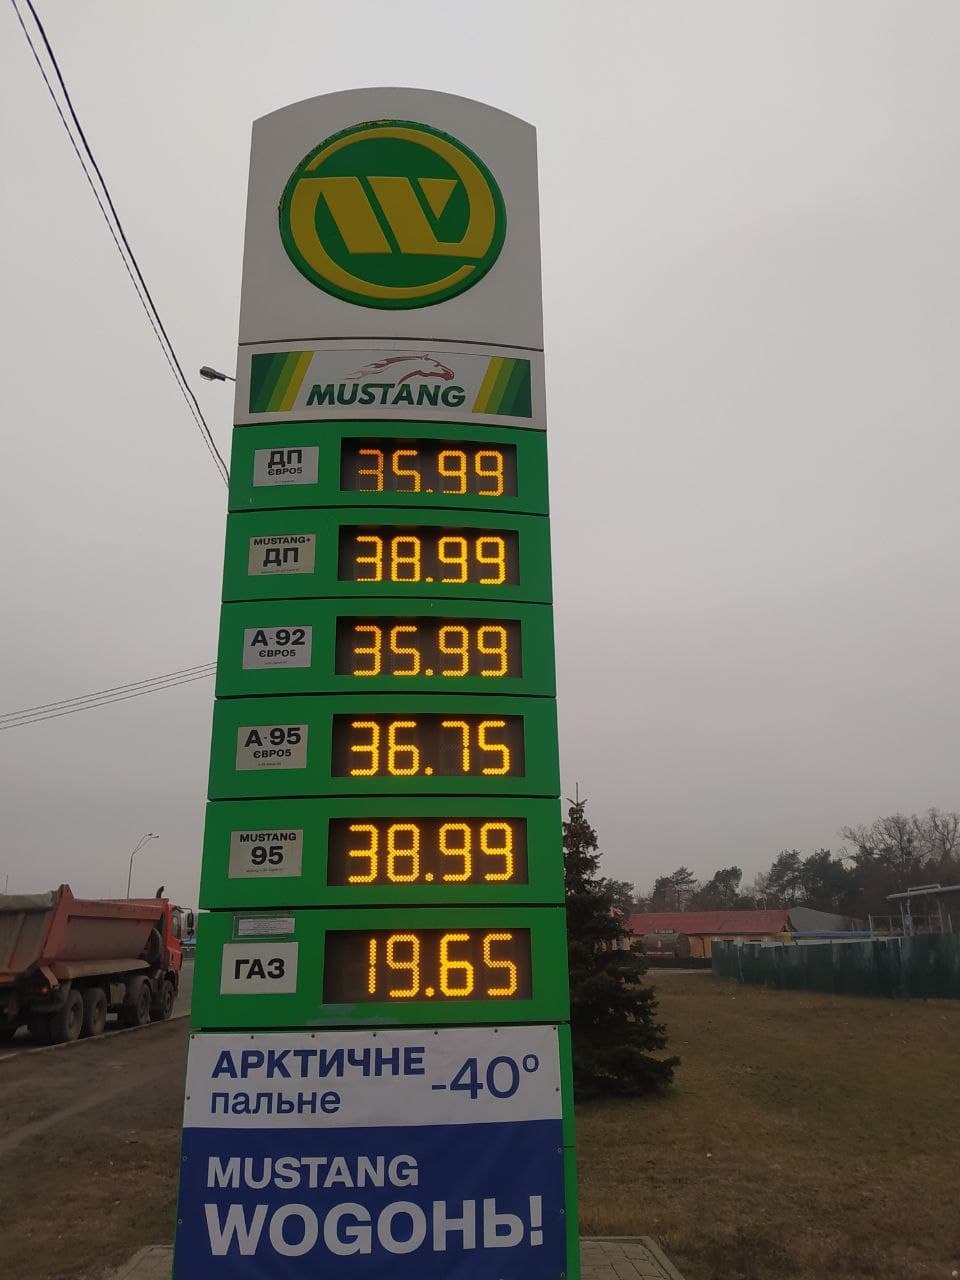 W
MUSTANG
ДП
ЄВРО5
35.99
MUSTANG+
ДП
38.99
А-92
ЄВРО5
35.99
А-95
ЄВРО5
36.75
MUSTANG
95
38.99
ГАЗ
19.65
АРКТИЧНЕ
пальне
-40°
MUSTANG
WOGОНЬ!